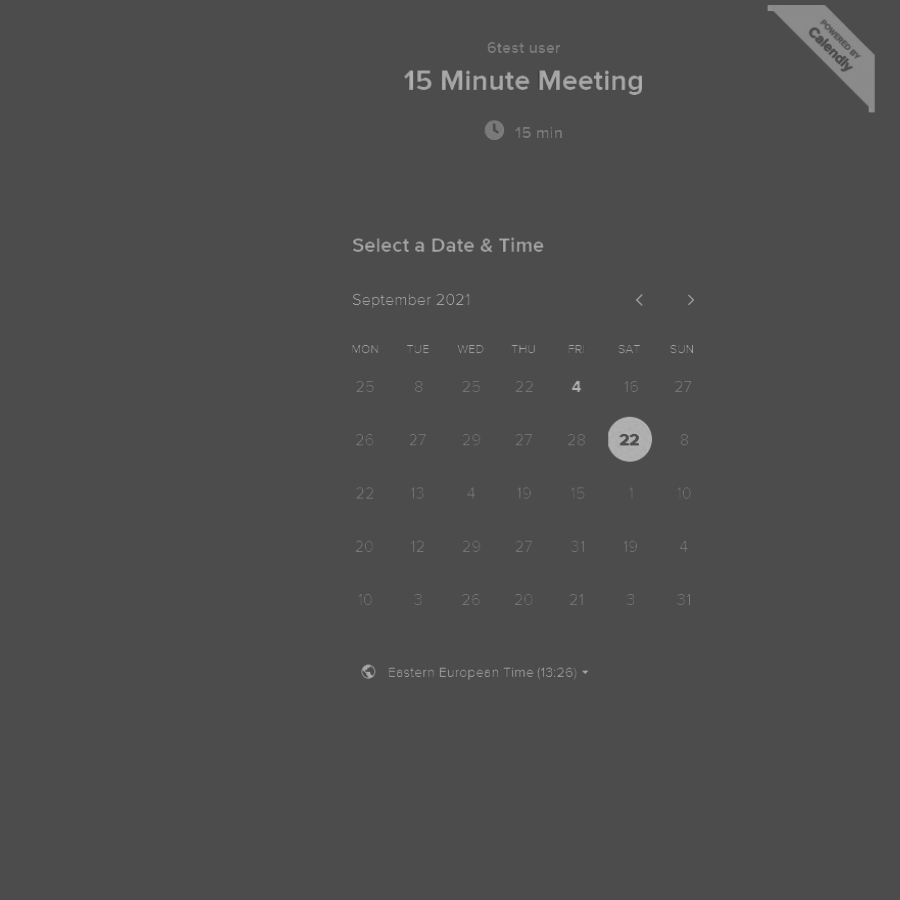 POWERED BY
Calendly
6test user
15 Minute Meeting
15 min
Select a Date & Time
September 2021
MON TUE WED THU FRI SAT SUN
25 8 25 22 4 16 27
26 27 29 27 28 22 8
22 13 4 19 15 1 10
20 12 29 27 31 19 4
10 3 26 20 21 3 31
Eastern European Time (13:26)